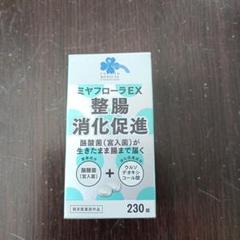 ミヤフローラEX
整腸
消化促進
酪酸菌(宮入菌)が
生きたまま腸まで届く
酪酸菌
(宮入菌)
+
ウルソ
デオキシ
コール酸
指定医薬部外品
230錠